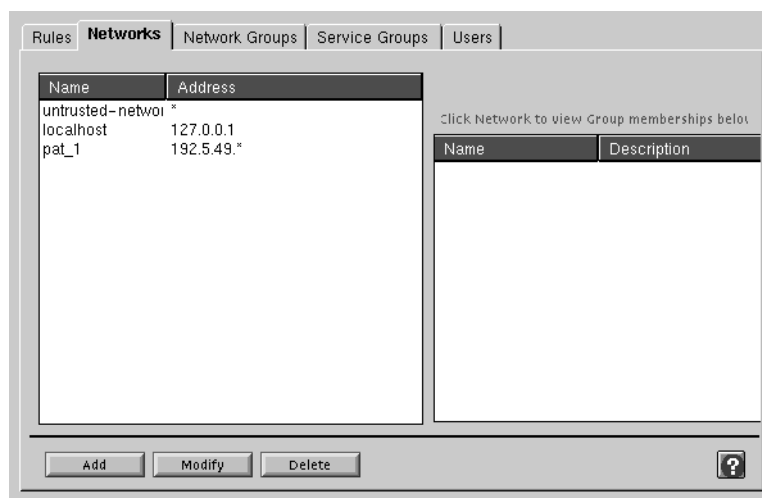 Rules Networks Network Groups Service Groups Users
Name Address
untrusted-networ *
localhost 127.0.0.1
pat_1 192.5.49.*
Click Network to view Group memberships below
Name Description
Add Modify Delete ?